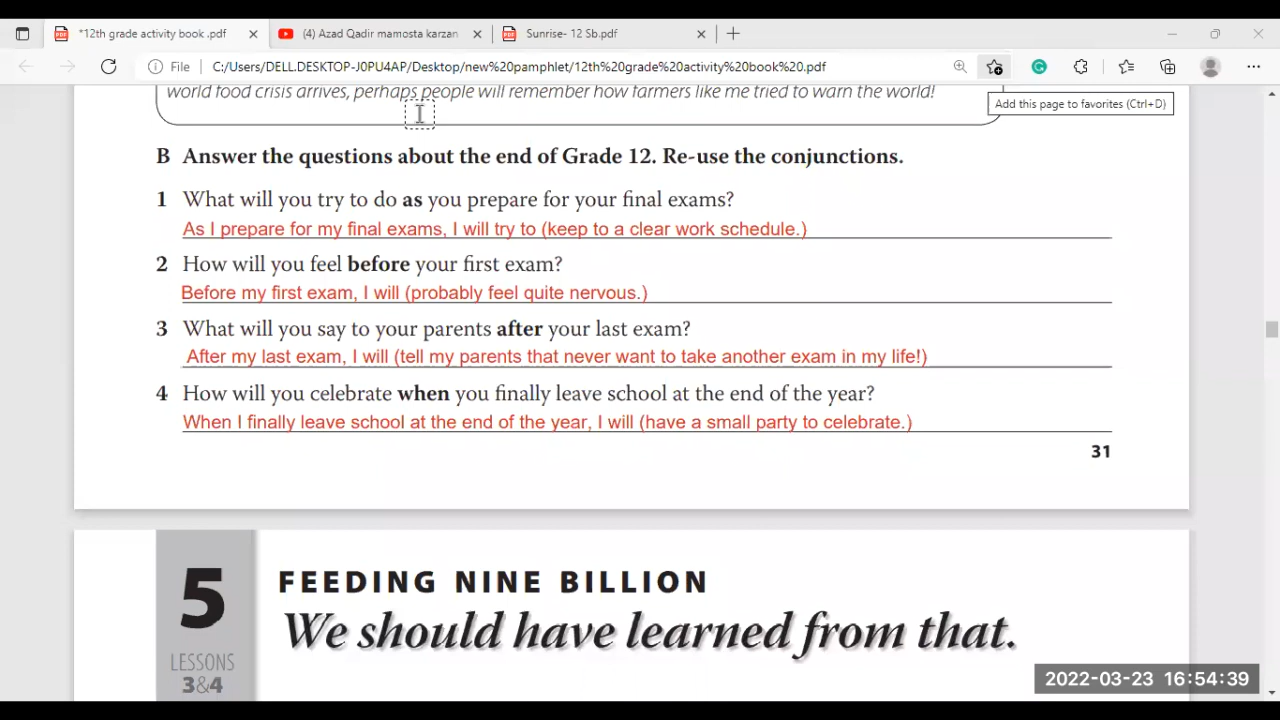 *12th grade activity book .pdf
(4) Azad Qadir mamosta karzan
Sunrise- 12 Sb.pdf
File
C:/Users/DELL.DESKTOP-J0PU4AP/Desktop/new%20pamphlet/12th%20grade%20activity%20book%20.pdf
Add this page to favorites (Ctrl+D)
world food crisis arrives, perhaps people will remember how farmers like me tried to warn the world!
B Answer the questions about the end of Grade 12. Re-use the conjunctions.
1 What will you try to do as you prepare for your final exams?
As I prepare for my final exams, I will try to (keep to a clear work schedule.)
2 How will you feel before your first exam?
Before my first exam, I will (probably feel quite nervous.)
3 What will you say to your parents after your last exam?
After my last exam, I will (tell my parents that never want to take another exam in my life!)
4 How will you celebrate when you finally leave school at the end of the year?
When I finally leave school at the end of the year, I will (have a small party to celebrate.)
31
5
FEEDING NINE BILLION
We should have learned from that.
LESSONS
3&4
2022-03-23 16:54:39